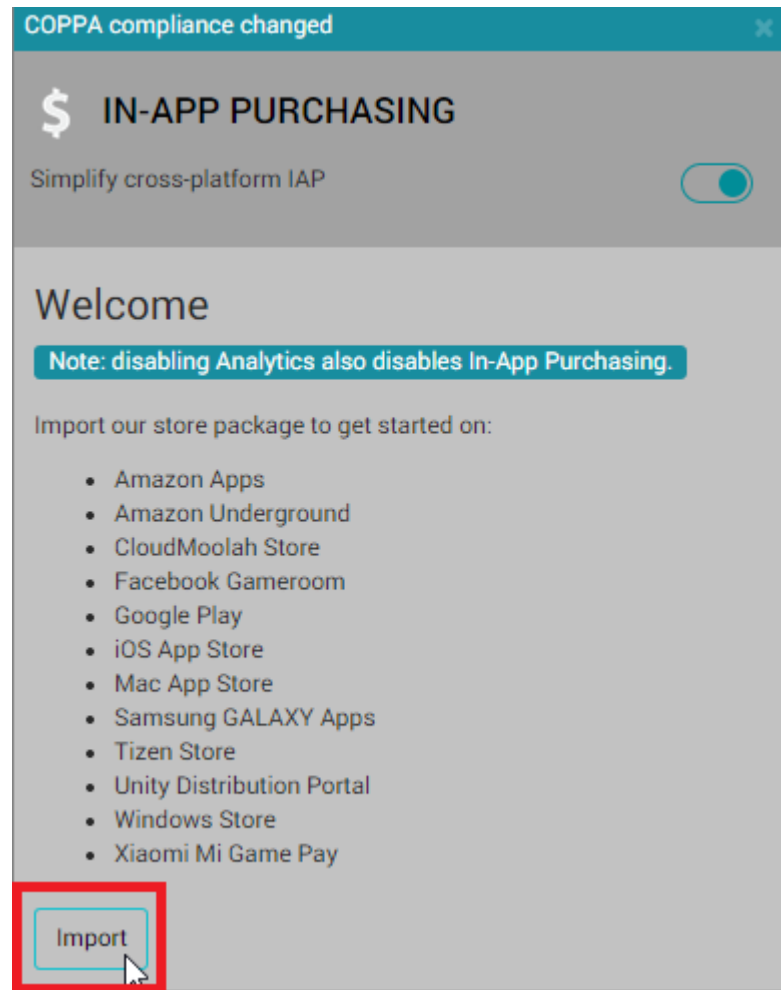 COPPA compliance changed
$ IN-APP PURCHASING
Simplify cross-platform IAP
Welcome
Note: disabling Analytics also disables In-App Purchasing.
Import our store package to get started on:
• Amazon Apps
• Amazon Underground
• CloudMoolah Store
• Facebook Gameroom
• Google Play
• iOS App Store
• Mac App Store
• Samsung GALAXY Apps
• Tizen Store
• Unity Distribution Portal
• Windows Store
• Xiaomi Mi Game Pay
Import